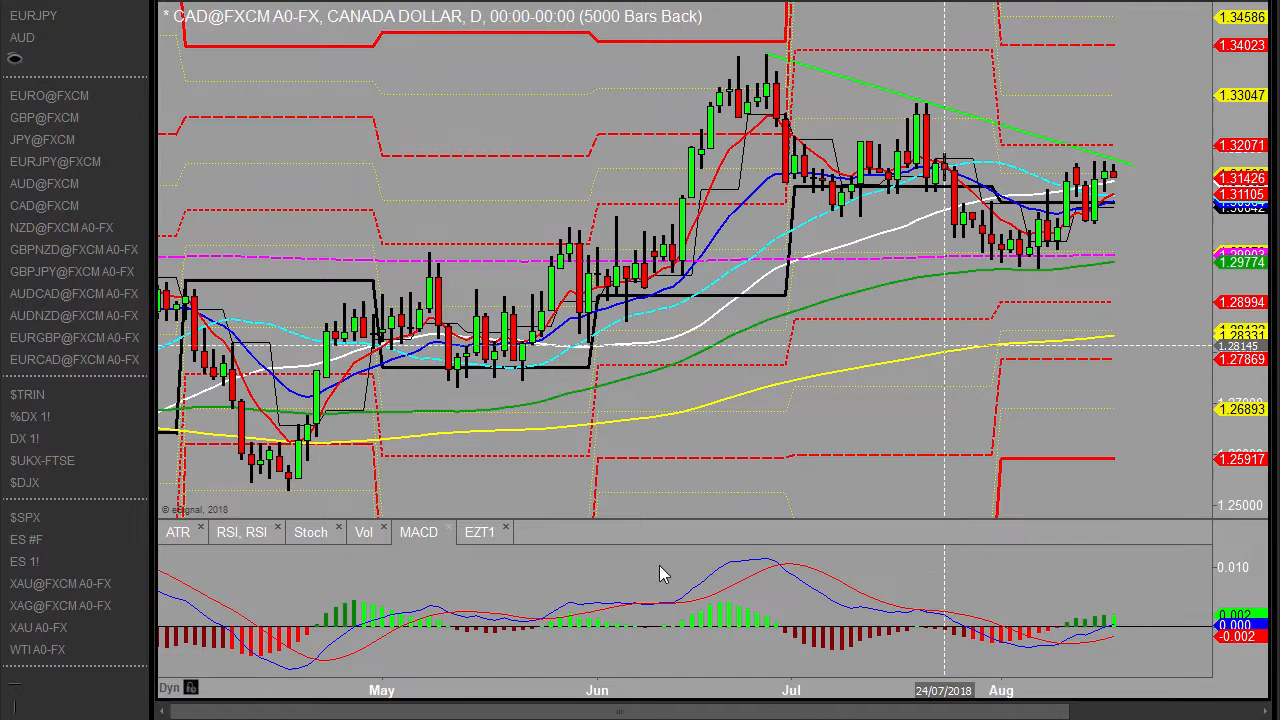 EURJPY
AUD
EURO@FXCM
GBP@FXCM
JPY@FXCM
EURJPY@FXCM
AUD@FXCM
CAD@FXCM
NZD@FXCM A0-FX
GBPNZD@FXCM A0-FX
GBPJPY@FXCM A0-FX
AUDCAD@FXCM A0-FX
AUDNZD@FXCM A0-FX
EURGBP@FXCM A0-FX
EURCAD@FXCM A0-FX
$TRIN
%DX 1!
DX 1!
$UKX-FTSE
$DJX
$SPX
ES #F
ES 1!
XAU@FXCM A0-FX
XAG@FXCM A0-FX
XAU A0-FX
WTI A0-FX
* CAD@FXCM A0-FX, CANADA DOLLAR, D, 00:00-00:00 (5000 Bars Back)
1.34586
1.34023
1.33047
1.32071
1.31426
1.31105
1.29774
1.28994
1.28331
1.28145
1.27869
1.26893
1.25917
1.25000
© eSignal, 2018
ATR RSI, RSI Stoch Vol MACD EZT1
0.010
0.002
0.000
-0.002
Dyn May Jun Jul 24/07/2018 Aug